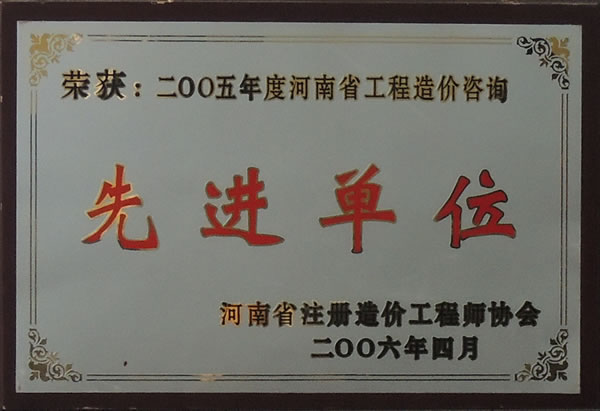 荣获：二OO五年度河南省工程造价咨询
先进单位
河南省注册造价工程师协会
二OO六年四月